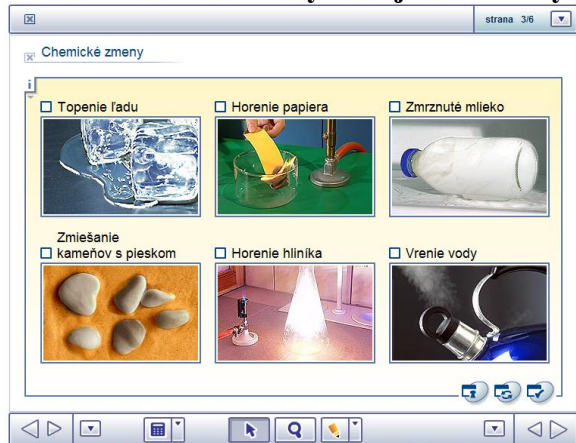 strana 3/6
Chemické zmeny
i
Topenie ľadu
Horenie papiera
Zmrznuté mlieko
Zmiešanie
kameňov s pieskom
Horenie hliníka
Vrenie vody